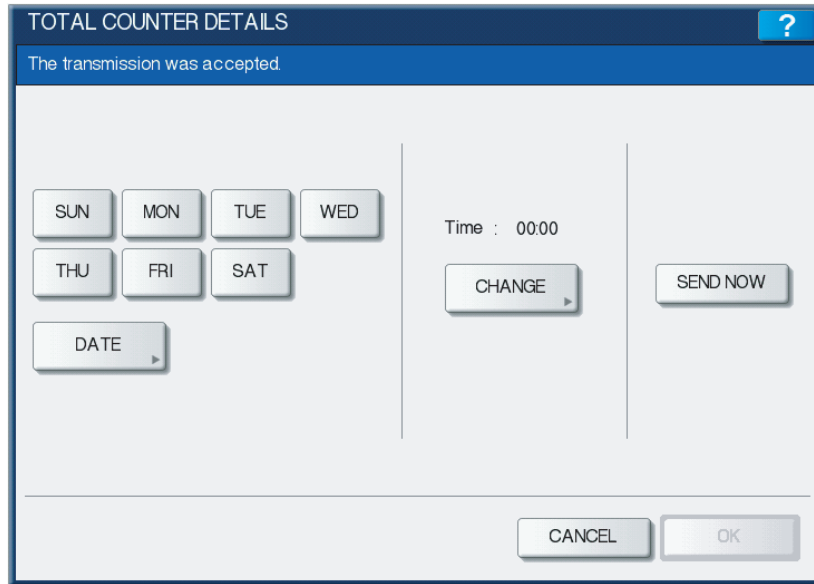 TOTAL COUNTER DETAILS ?
The transmission was accepted.
SUN MON TUE WED
THU FRI SAT
DATE
Time : 00:00
CHANGE
SEND NOW
CANCEL OK